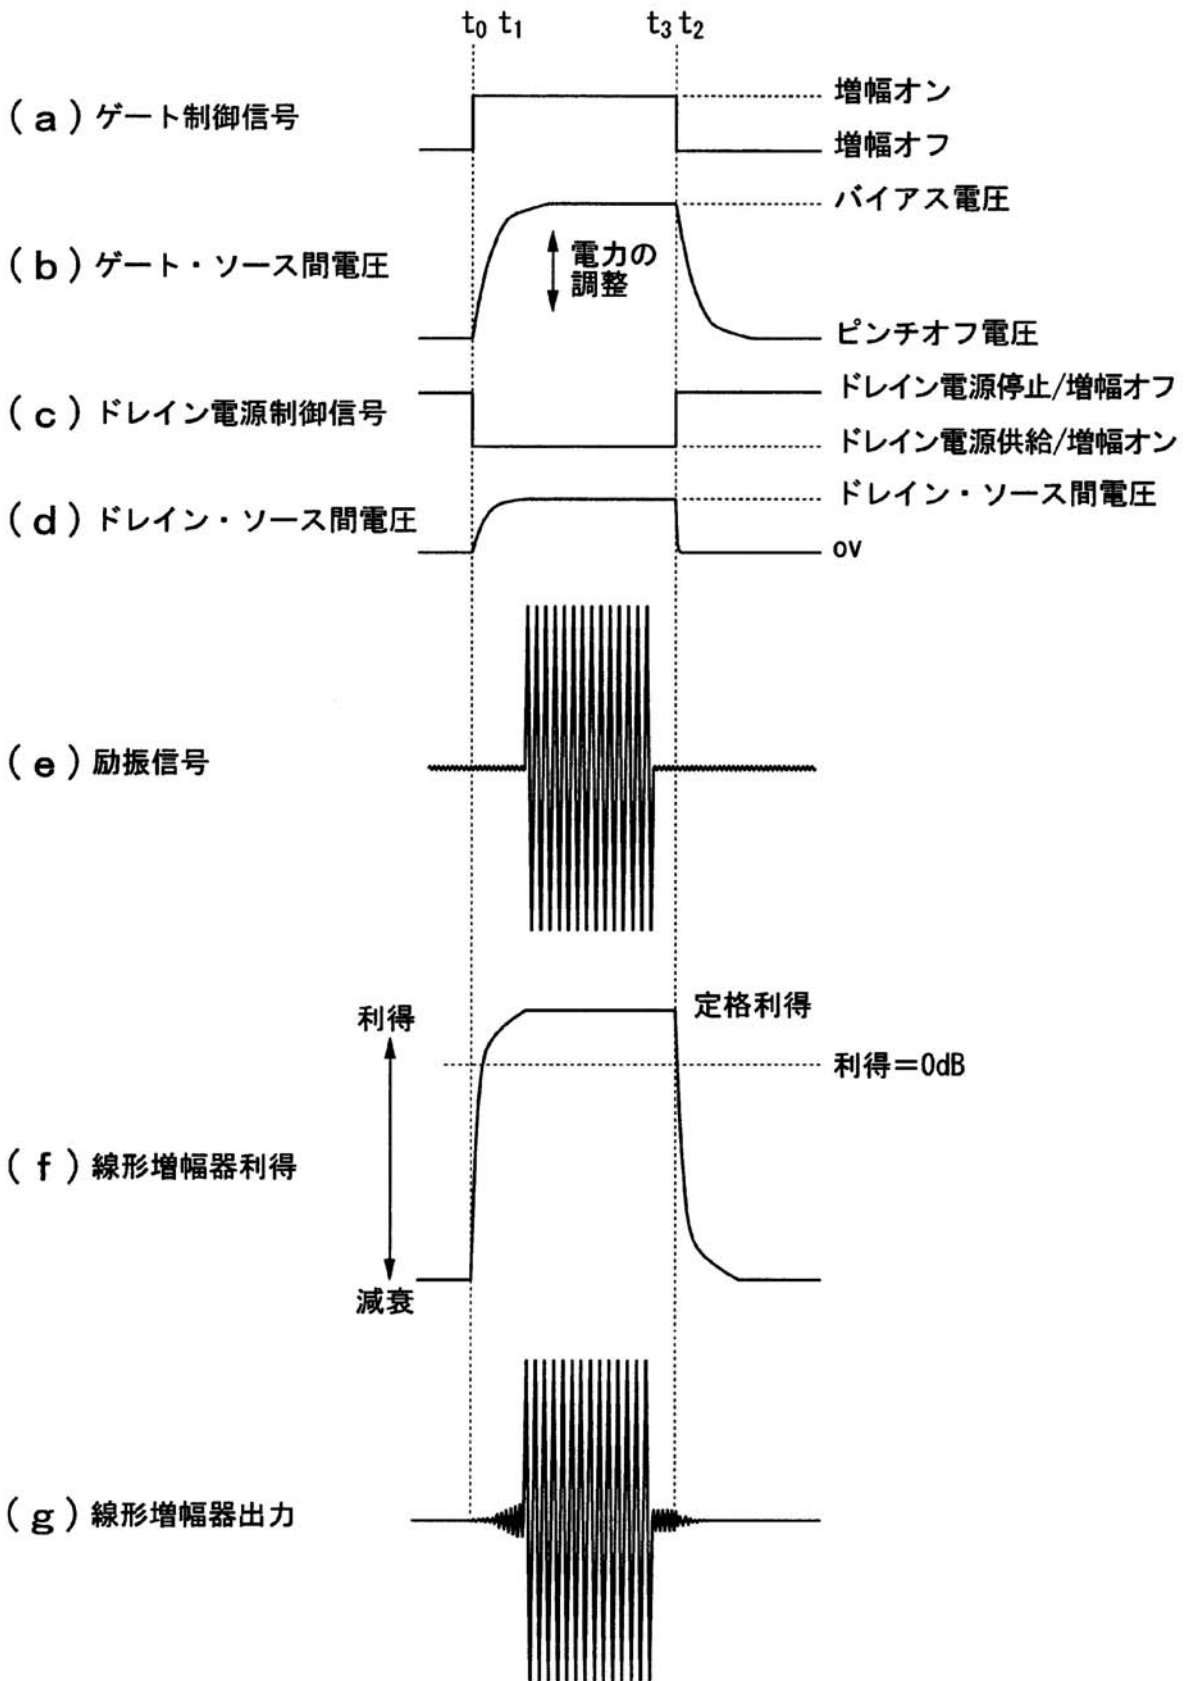 t0 t1 t3 t2
(a) ゲート制御信号
増幅オン
増幅オフ
バイアス電圧
(b) ゲート・ソース間電圧
電力の
調整
ピンチオフ電圧
ドレイン電源停止/増幅オフ
(c) ドレイン電源制御信号
ドレイン電源供給/増幅オン
ドレイン・ソース間電圧
(d) ドレイン・ソース間電圧
0V
(e) 励振信号
利得
定格利得
利得=0dB
(f) 線形増幅器利得
減衰
(g) 線形増幅器出力